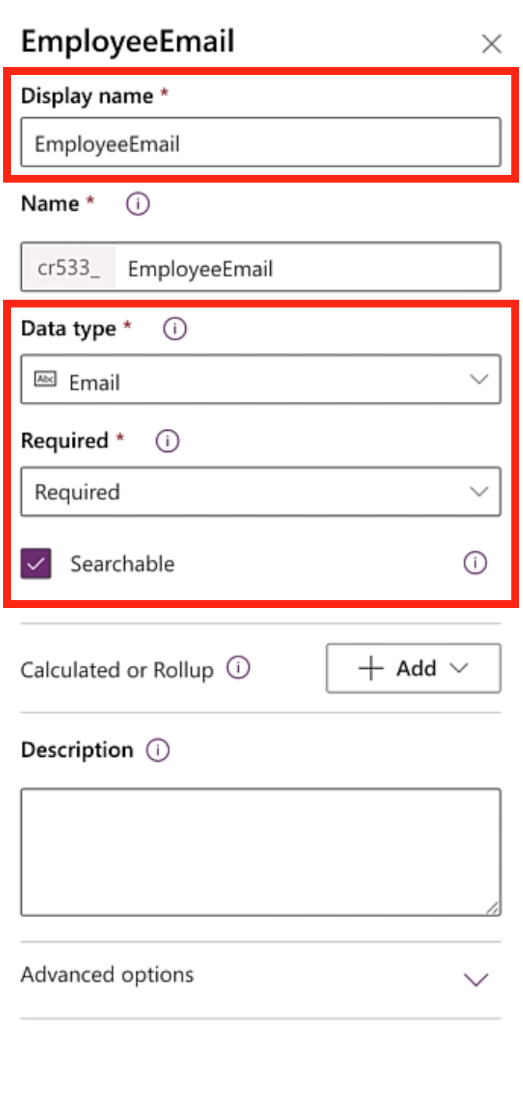 EmployeeEmail
Display name *
EmployeeEmail
Name *
cr533_ EmployeeEmail
Data type *
Abc Email
Required *
Required
Searchable
Calculated or Rollup + Add
Description
Advanced options